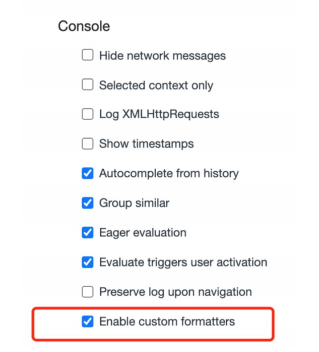 Console
Hide network messages
Selected context only
Log XMLHttpRequests
Show timestamps
Autocomplete from history
Group similar
Eager evaluation
Evaluate triggers user activation
Preserve log upon navigation
Enable custom formatters